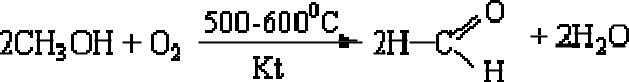 2CH₃OH + O₂ 500-600⁰C Kt 2H—C O H + 2H₂O